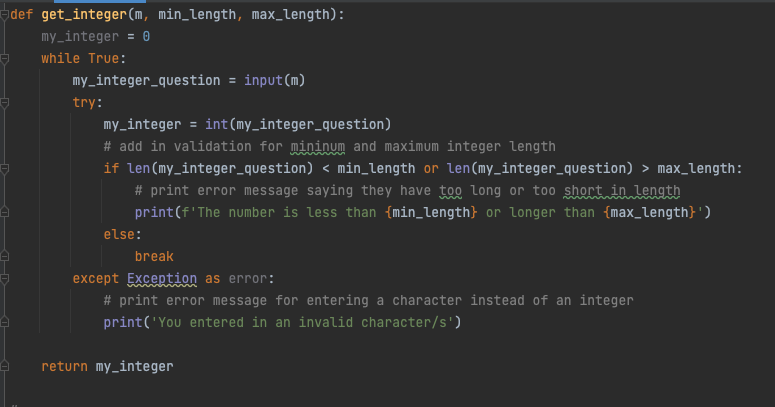 def get_integer(m, min_length, max_length):
    my_integer = 0
    while True:
        my_integer_question = input(m)
        try:
            my_integer = int(my_integer_question)
            # add in validation for mininum and maximum integer length
            if len(my_integer_question) < min_length or len(my_integer_question) > max_length:
                # print error message saying they have too long or too short in length
                print(f'The number is less than {min_length} or longer than {max_length}')
            else:
                break
        except Exception as error:
            # print error message for entering a character instead of an integer
            print('You entered in an invalid character/s')

    return my_integer